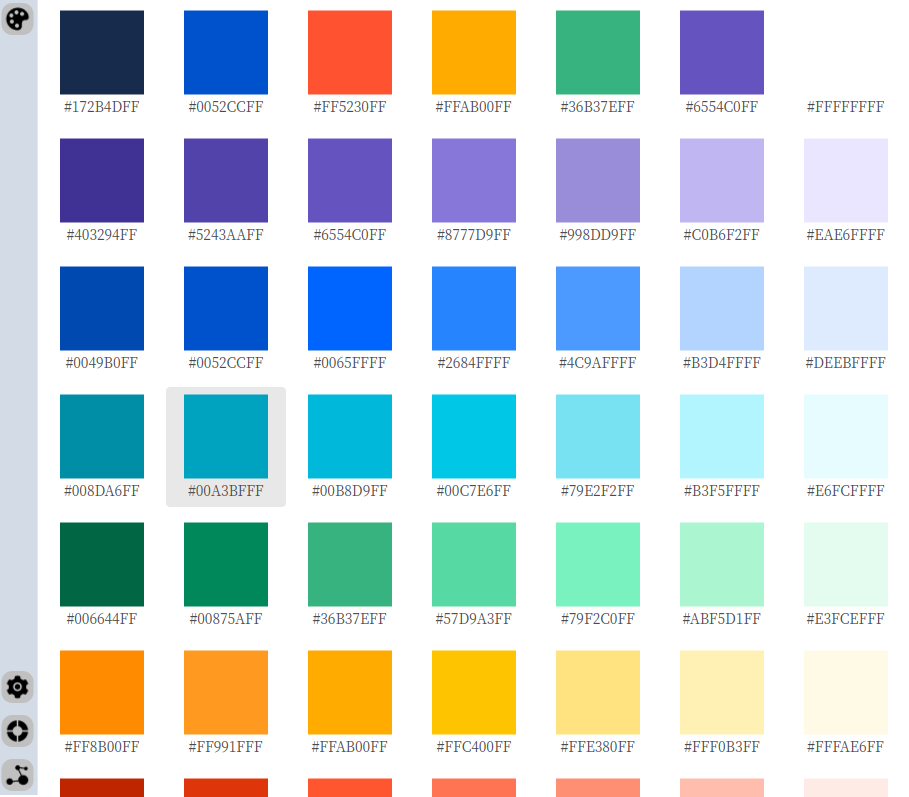 #172B4DFF #0052CCFF #FF5230FF #FFAB00FF #36B37EFF #6554C0FF #FFFFFFFF
#403294FF #5243AAFF #6554C0FF #8777D9FF #998DD9FF #C0B6F2FF #EAE6FFFF
#0049B0FF #0052CCFF #0065FFFF #2684FFFF #4C9AFFFF #B3D4FFFF #DEEBFFFF
#008DA6FF #00A3BFFF #00B8D9FF #00C7E6FF #79E2F2FF #B3F5FFFF #E6FCFFFF
#006644FF #00875AFF #36B37EFF #57D9A3FF #79F2C0FF #ABF5D1FF #E3FCEFFF
#FF8B00FF #FF991FFF #FFAB00FF #FFC400FF #FFE380FF #FFF0B3FF #FFFAE6FF